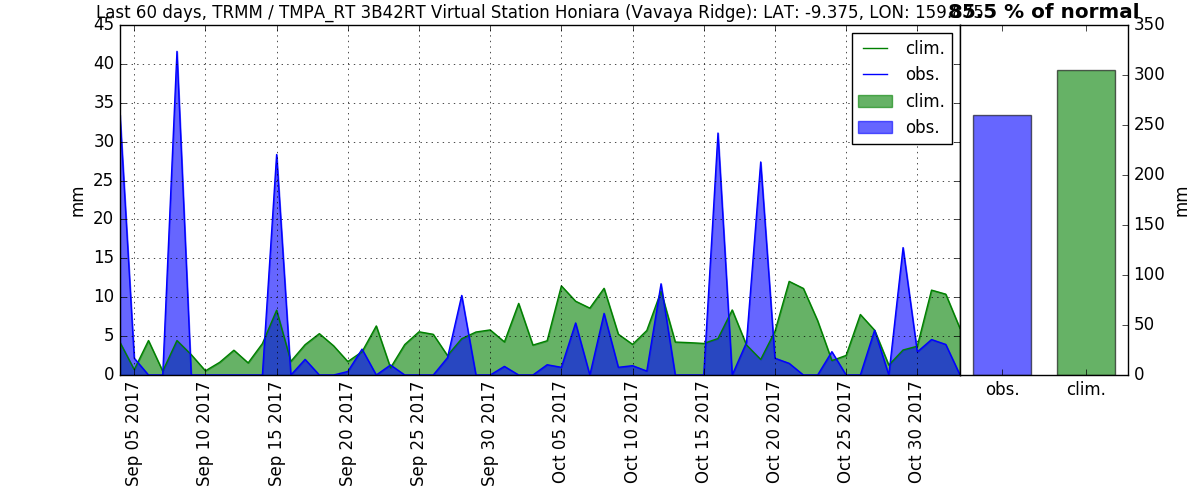 Last 60 days, TRMM / TMPA_RT 3B42RT Virtual Station Honiara (Vavaya Ridge): LAT: -9.375, LON:
85.5 % of normal
45
40
35
30
25
20
15
10
5
0
mm
clim.
obs.
clim.
obs.
350
300
250
200
150
100
50
0
mm
Sep 05 2017
Sep 10 2017
Sep 15 2017
Sep 20 2017
Sep 25 2017
Sep 30 2017
Oct 05 2017
Oct 10 2017
Oct 15 2017
Oct 20 2017
Oct 25 2017
Oct 30 2017
obs.
clim.